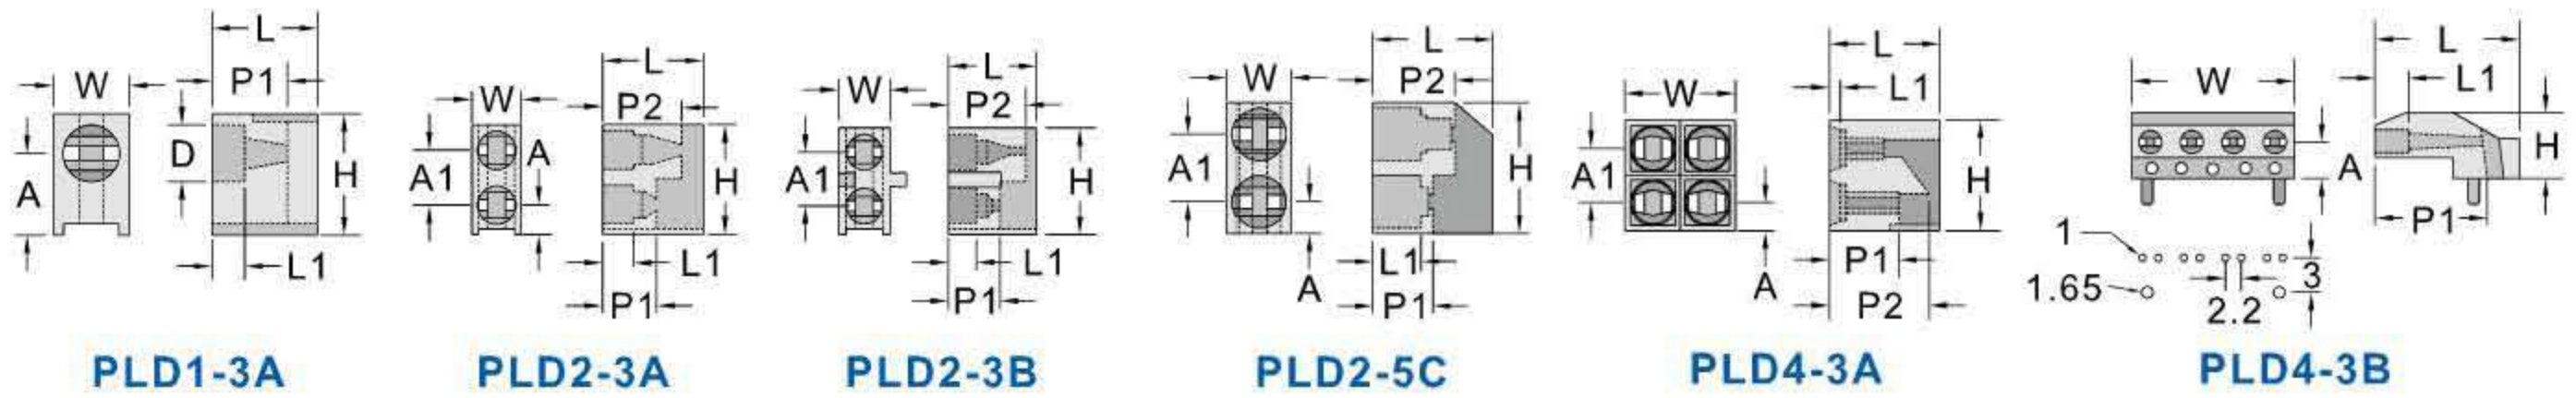 W
A
L
P1
D
H
L1
PLD1-3A
W
A1
A
L
P2
H
L1
P1
PLD2-3A
W
A1
L
P2
H
L1
P1
PLD2-3B
W
A1
A
L
P2
H
L1
P1
PLD2-5C
W
A1
A
L
L1
H
P1
P2
PLD4-3A
W
A
L
L1
H
P1
1
1.65
2.2
3
PLD4-3B